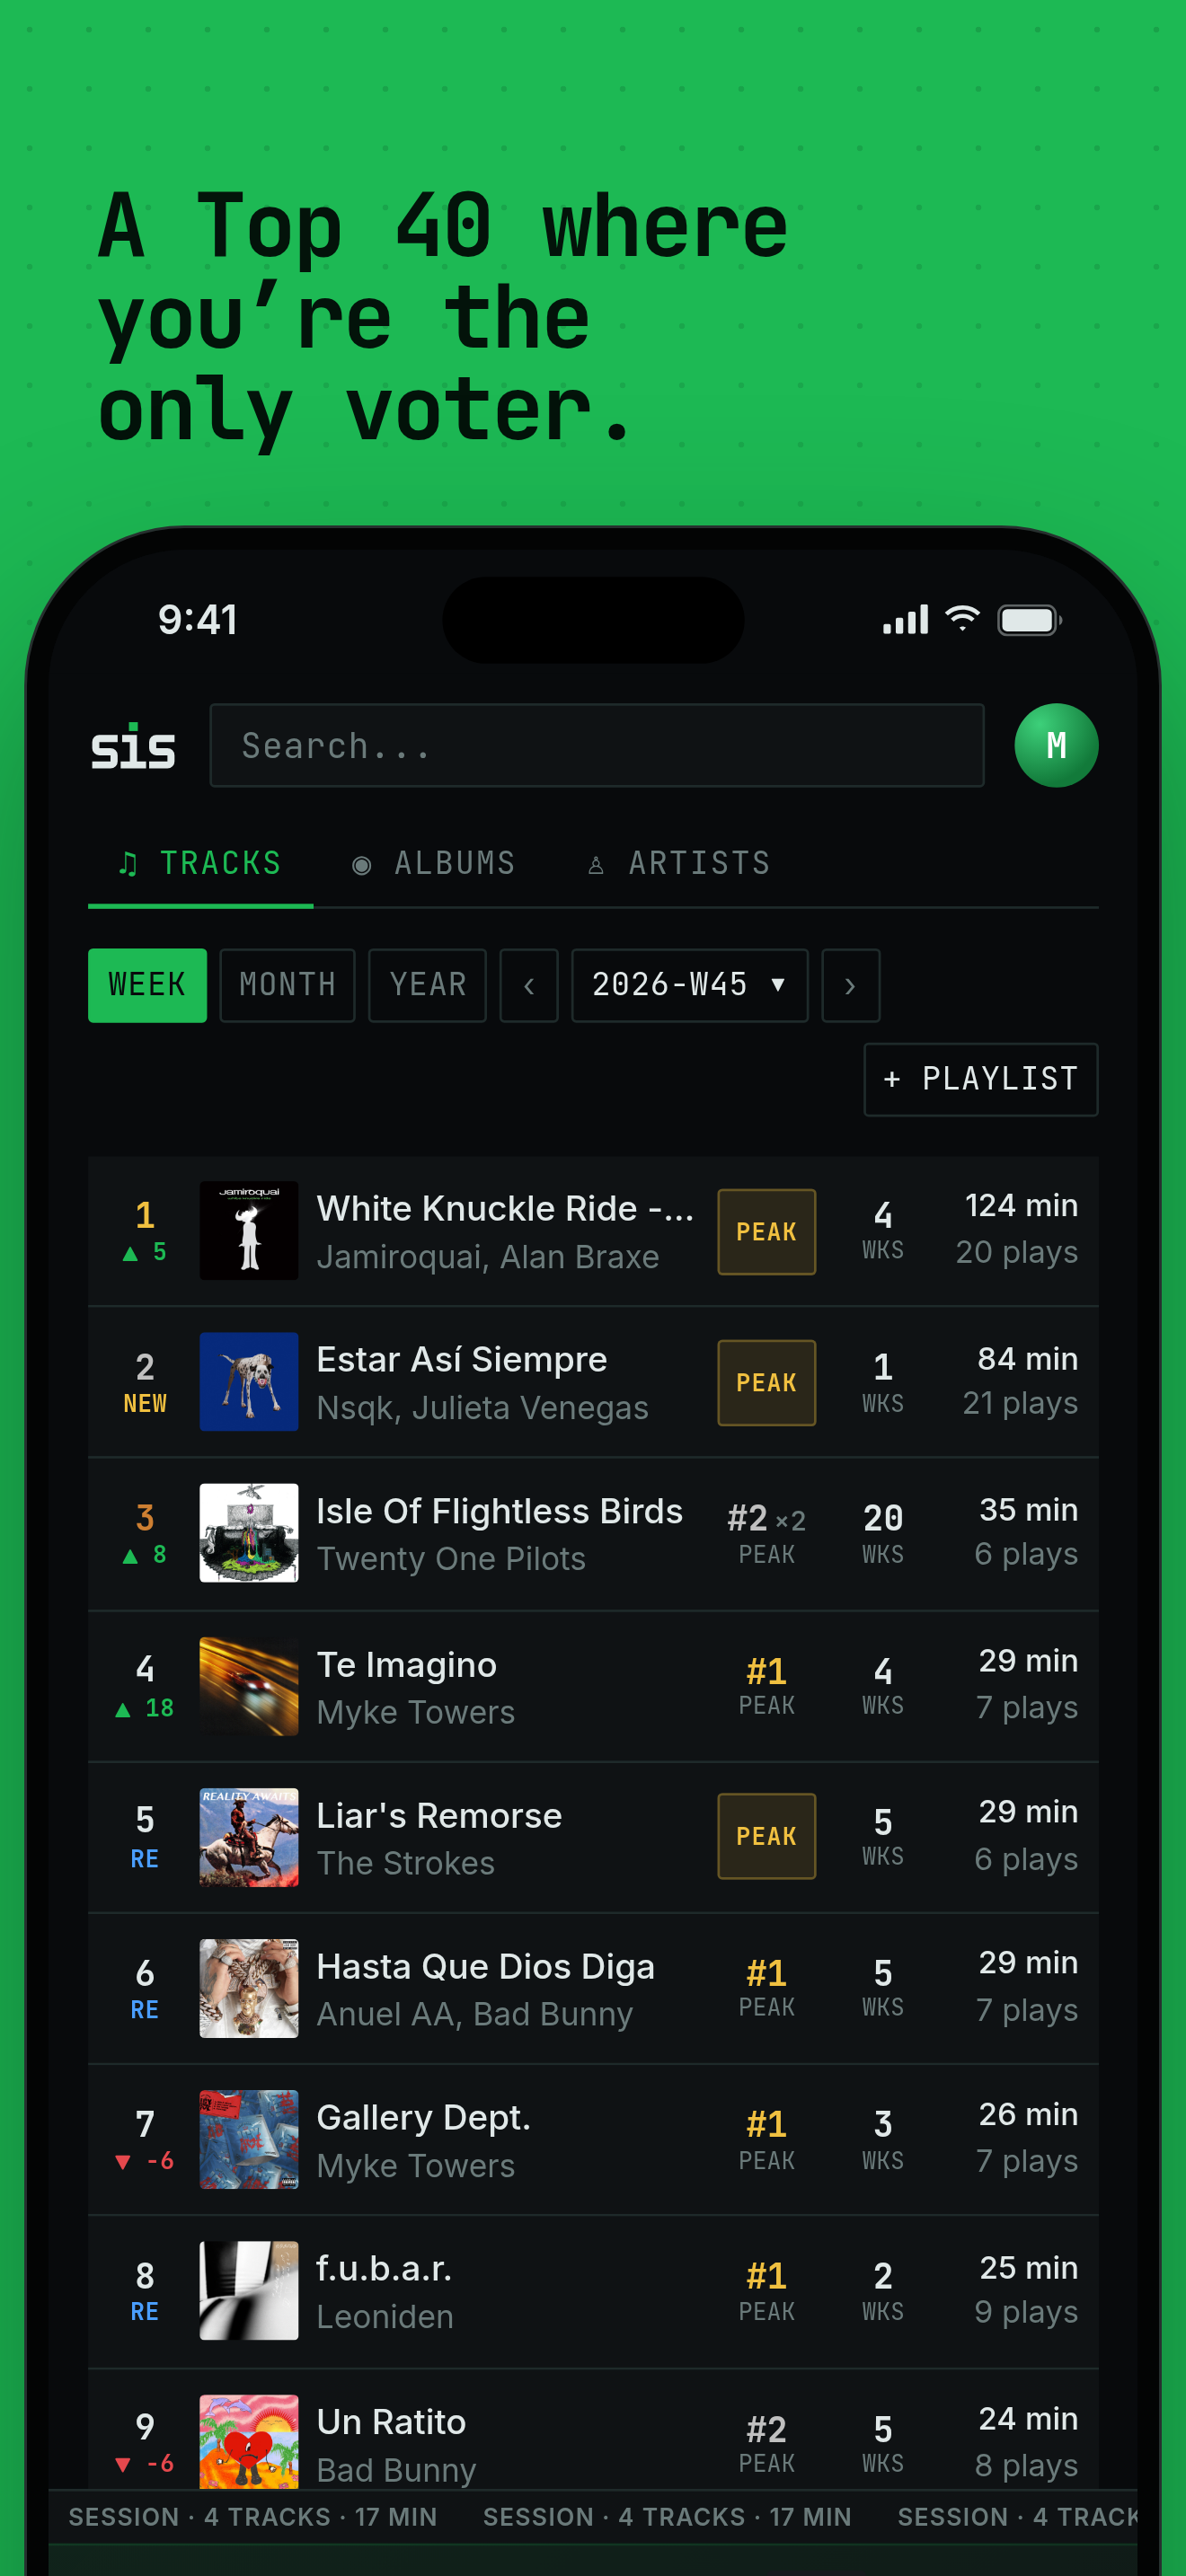 A Top 40 where
you’re the
only voter.
9:41
sis
Search...
M
♫ TRACKS
◉ ALBUMS
♙ ARTISTS
WEEK
MONTH
YEAR
‹
2026-W45 ▼
›
+ PLAYLIST
1
▲ 5
jamiroquai
White Knuckle Ride -...
Jamiroquai, Alan Braxe
PEAK
4
WKS
124 min
20 plays
2
NEW
Estar Así Siempre
Nsqk, Julieta Venegas
PEAK
1
WKS
84 min
21 plays
3
▲ 8
Isle Of Flightless Birds
Twenty One Pilots
#2 ×2
PEAK
20
WKS
35 min
6 plays
4
▲ 18
Te Imagino
Myke Towers
#1
PEAK
4
WKS
29 min
7 plays
5
RE
REALITY AWAITS
Liar's Remorse
The Strokes
PEAK
5
WKS
29 min
6 plays
6
RE
Hasta Que Dios Diga
Anuel AA, Bad Bunny
#1
PEAK
5
WKS
29 min
7 plays
7
▼ -6
Gallery Dept.
Myke Towers
#1
PEAK
3
WKS
26 min
7 plays
8
RE
f.u.b.a.r.
Leoniden
#1
PEAK
2
WKS
25 min
9 plays
9
▼ -6
Un Ratito
Bad Bunny
#2
PEAK
5
WKS
24 min
8 plays
SESSION · 4 TRACKS · 17 MIN SESSION · 4 TRACKS · 17 MIN SESSION · 4 TRACK